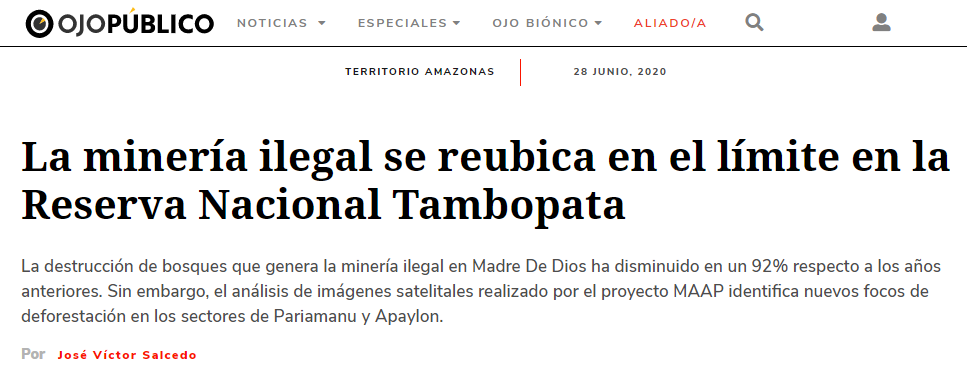 OJOPÚBLICO NOTICIAS ESPECIALES OJO BIÓNICO ALIADO/A
TERRITORIO AMAZONAS 28 JUNIO, 2020
La minería ilegal se reubica en el límite en la
Reserva Nacional Tambopata
La destrucción de bosques que genera la minería ilegal en Madre De Dios ha disminuido en un 92% respecto a los años
anteriores. Sin embargo, el análisis de imágenes satelitales realizado por el proyecto MAAP identifica nuevos focos de
deforestación en los sectores de Pariamanu y Apaylon.
Por José Víctor Salcedo